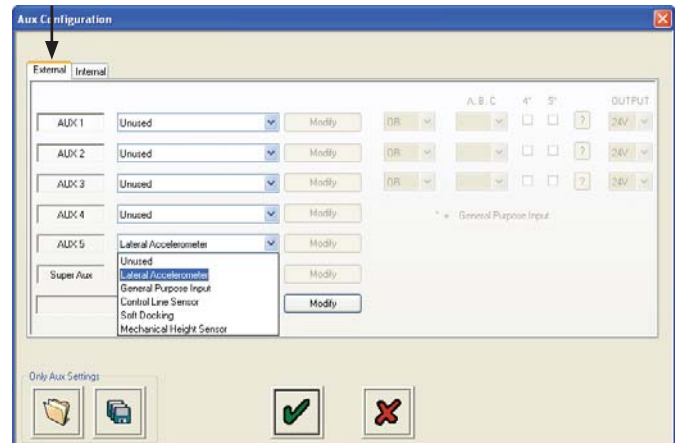 Aux Configuration
External Internal
A. B. C 4* 5* OUTPUT
AUX 1 Unused Modify OR ? 24V
AUX 2 Unused Modify OR ? 24V
AUX 3 Unused Modify OR ? 24V
AUX 4 Unused Modify * = General Purpose Input
AUX 5 Lateral Accelerometer Modify
Unused
Super Aux Lateral Accelerometer Modify
General Purpose Input
Control Line Sensor Modify
Soft Docking
Mechanical Height Sensor
Only Aux Settings